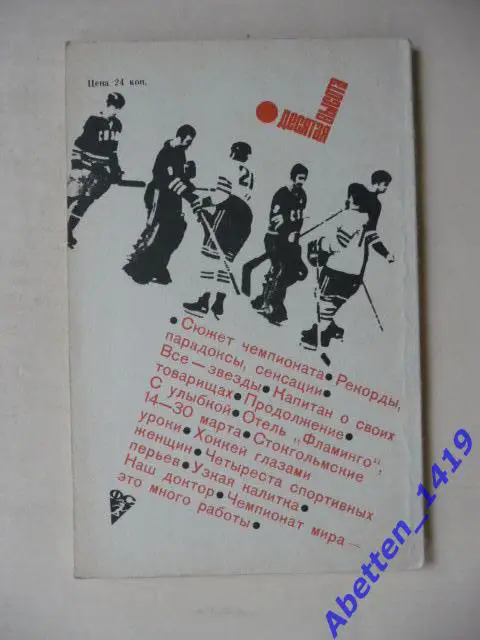 Цена 24 коп.
десятая
высота
• Сюжет чемпионата • Рекорды,
парадоксы, сенсации •
Все — звезды • Капитан о своих
товарищах • Продолжение •
С улыбкой • Отель „Фламинго",
14—30 марта • Стокгольмские
уроки • Хоккей глазами
женщин • Четыреста спортивных
перьев • Узкая калитка •
Наш доктор • Чемпионат мира —
это много работы •
ФС
Abetten_1419